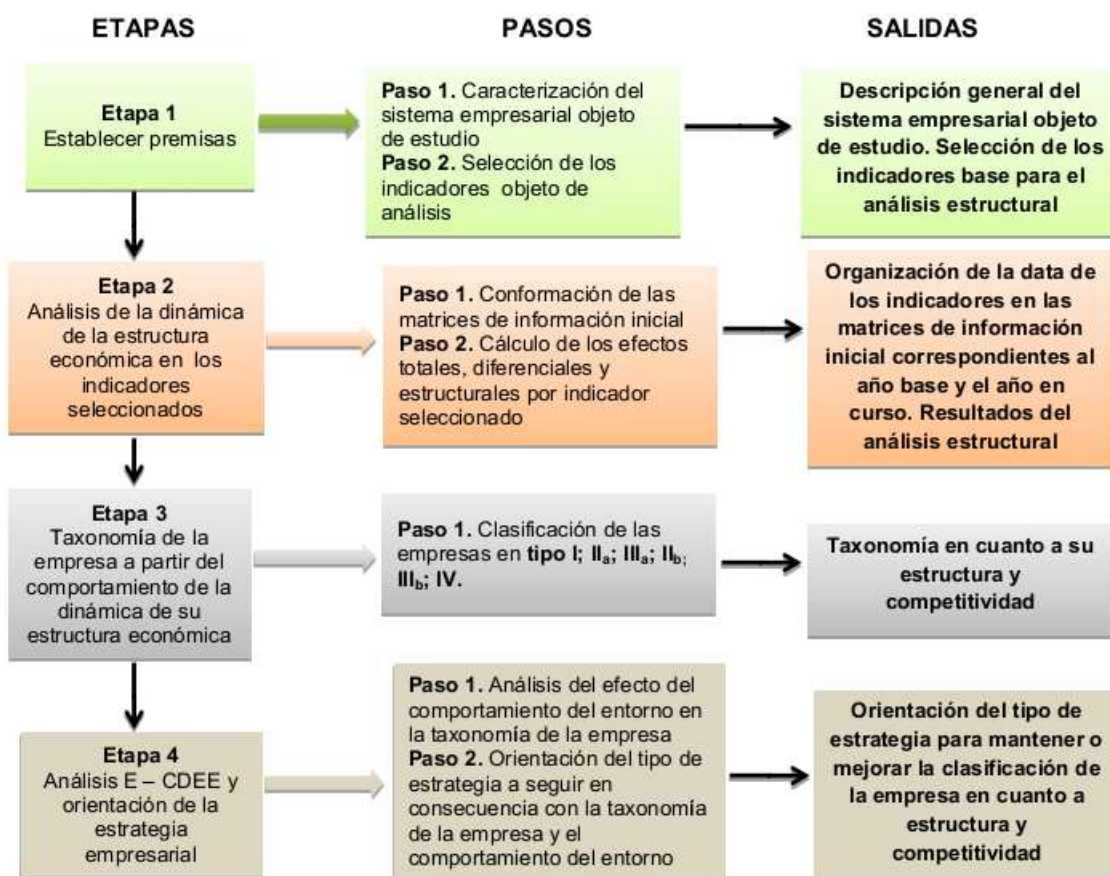 ETAPAS
PASOS
SALIDAS
Etapa 1
Establecer premisas
Paso 1. Caracterización del
sistema empresarial objeto
de estudio
Paso 2. Selección de los
indicadores objeto de
análisis
Descripción general del
sistema empresarial objeto
de estudio. Selección de los
indicadores base para el
análisis estructural
Etapa 2
Análisis de la dinámica
de la estructura
económica en los
indicadores
seleccionados
Paso 1. Conformación de las
matrices de información inicial
Paso 2. Cálculo de los efectos
totales, diferenciales y
estructurales por indicador
seleccionado
Organización de la data de
los indicadores en las
matrices de información
inicial correspondientes al
año base y el año en
curso. Resultados del
análisis estructural
Etapa 3
Taxonomía de la
empresa a partir del
comportamiento de la
dinámica de su
estructura económica
Paso 1. Clasificación de las
empresas en tipo I; IIa; IIIa; IIb;
IIIb; IV.
Taxonomía en cuanto a su
estructura y
competitividad
Etapa 4
Análisis E – CDEE y
orientación de la
estrategia
empresarial
Paso 1. Análisis del efecto del
comportamiento del entorno en
la taxonomía de la empresa
Paso 2. Orientación del tipo de
estrategia a seguir en
consecuencia con la taxonomía
de la empresa y el
comportamiento del entorno
Orientación del tipo de
estrategia para mantener o
mejorar la clasificación de
la empresa en cuanto a
estructura y
competitividad